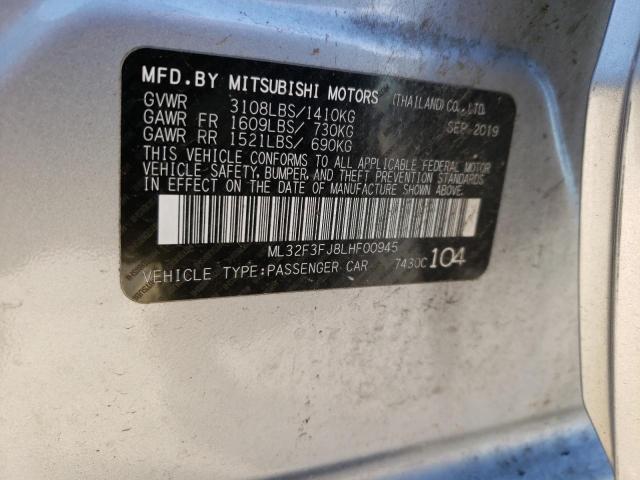 MFD. BY MITSUBISHI MOTORS (THAILAND) CO., LTD.
GVWR 3108LBS/1410KG SEP. 2019
GAWR FR 1609LBS/ 730KG
GAWR RR 1521LBS/ 690KG
THIS VEHICLE CONFORMS TO ALL APPLICABLE FEDERAL MOTOR
VEHICLE SAFETY, BUMPER, AND THEFT PREVENTION STANDARDS
IN EFFECT ON THE DATE OF MANUFACTURE SHOWN ABOVE.
ML32F3FJ8LHF00945
VEHICLE TYPE:PASSENGER CAR 7430C 104